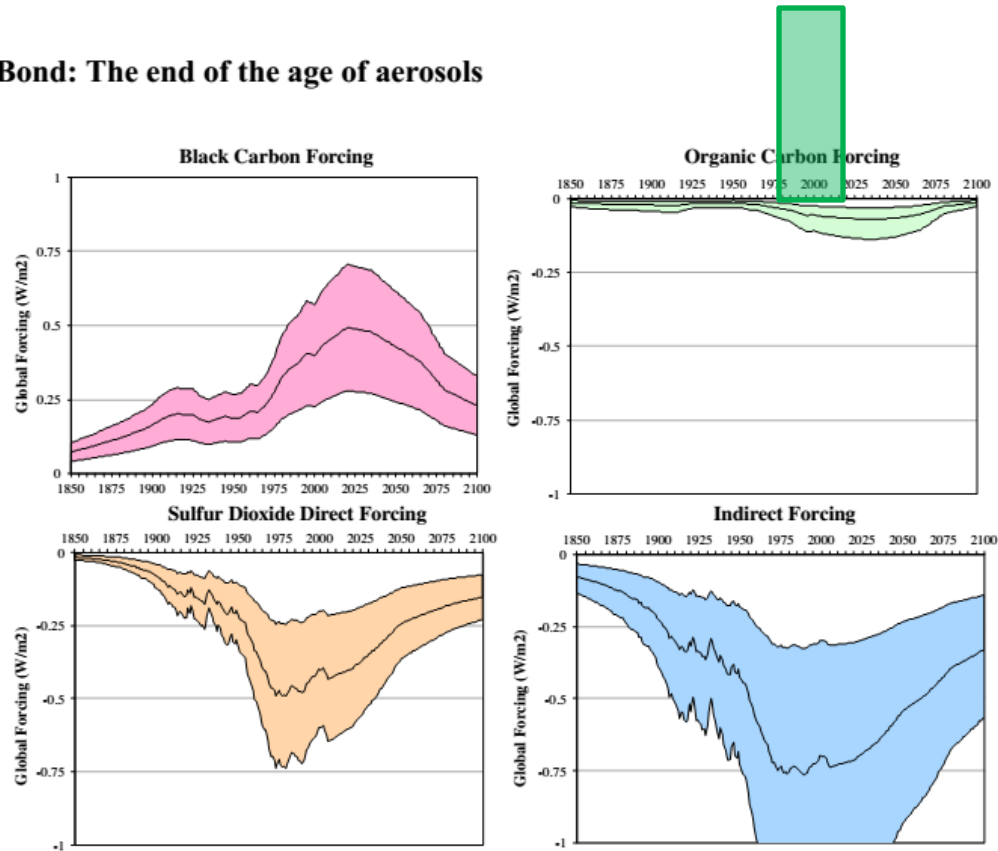 Bond: The end of the age of aerosols
Black Carbon Forcing
1
0.75
0.5
0.25
0
Global Forcing (W/m2)
1850 1875 1900 1925 1950 1975 2000 2025 2050 2075 2100
Organic Carbon Forcing
1850 1875 1900 1925 1950 1975 2000 2025 2050 2075 2100
0
-0.25
-0.5
-0.75
-1
Global Forcing (W/m2)
Sulfur Dioxide Direct Forcing
1850 1875 1900 1925 1950 1975 2000 2025 2050 2075 2100
0
-0.25
-0.5
-0.75
-1
Global Forcing (W/m2)
Indirect Forcing
1850 1875 1900 1925 1950 1975 2000 2025 2050 2075 2100
0
-0.25
-0.5
-0.75
-1
Global Forcing (W/m2)